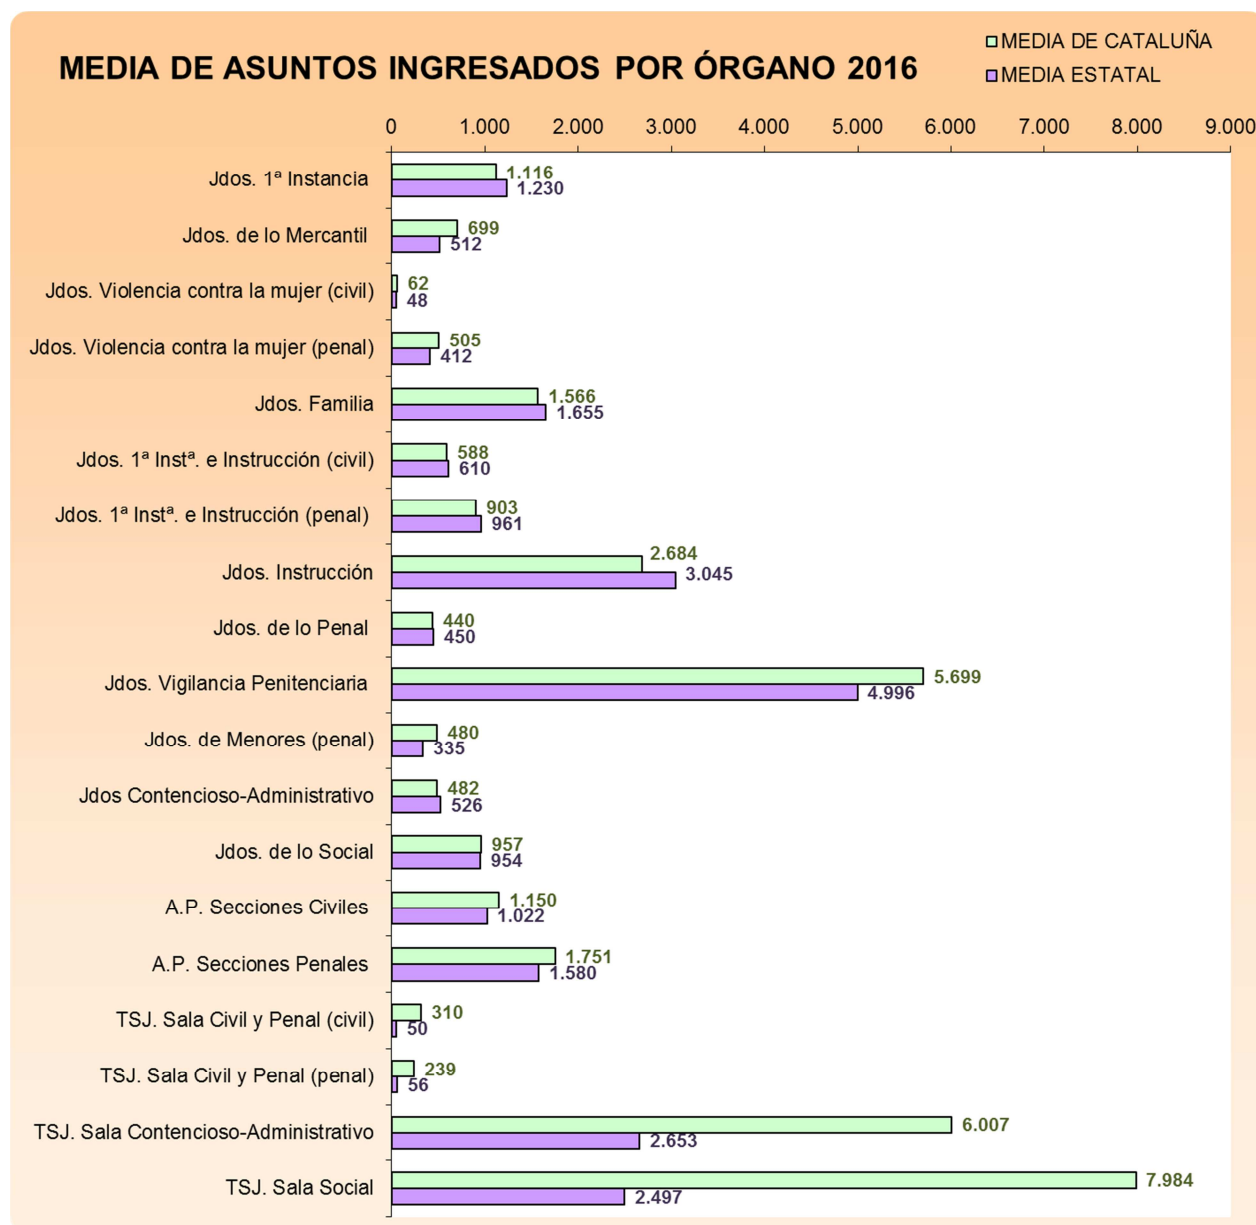 MEDIA DE ASUNTOS INGRESADOS POR ÓRGANO 2016
MEDIA DE CATALUÑA
MEDIA ESTATAL
0 1.000 2.000 3.000 4.000 5.000 6.000 7.000 8.000 9.000
Jdos. 1ª Instancia 1.116
1.230
Jdos. de lo Mercantil 699
512
Jdos. Violencia contra la mujer (civil) 62
48
Jdos. Violencia contra la mujer (penal) 505
412
Jdos. Familia 1.566
1.655
Jdos. 1ª Instª. e Instrucción (civil) 588
610
Jdos. 1ª Instª. e Instrucción (penal) 903
961
Jdos. Instrucción 2.684
3.045
Jdos. de lo Penal 440
450
Jdos. Vigilancia Penitenciaria 5.699
4.996
Jdos. de Menores (penal) 480
335
Jdos Contencioso-Administrativo 482
526
Jdos. de lo Social 957
954
A.P. Secciones Civiles 1.150
1.022
A.P. Secciones Penales 1.751
1.580
TSJ. Sala Civil y Penal (civil) 310
50
TSJ. Sala Civil y Penal (penal) 239
56
TSJ. Sala Contencioso-Administrativo 6.007
2.653
TSJ. Sala Social 7.984
2.497